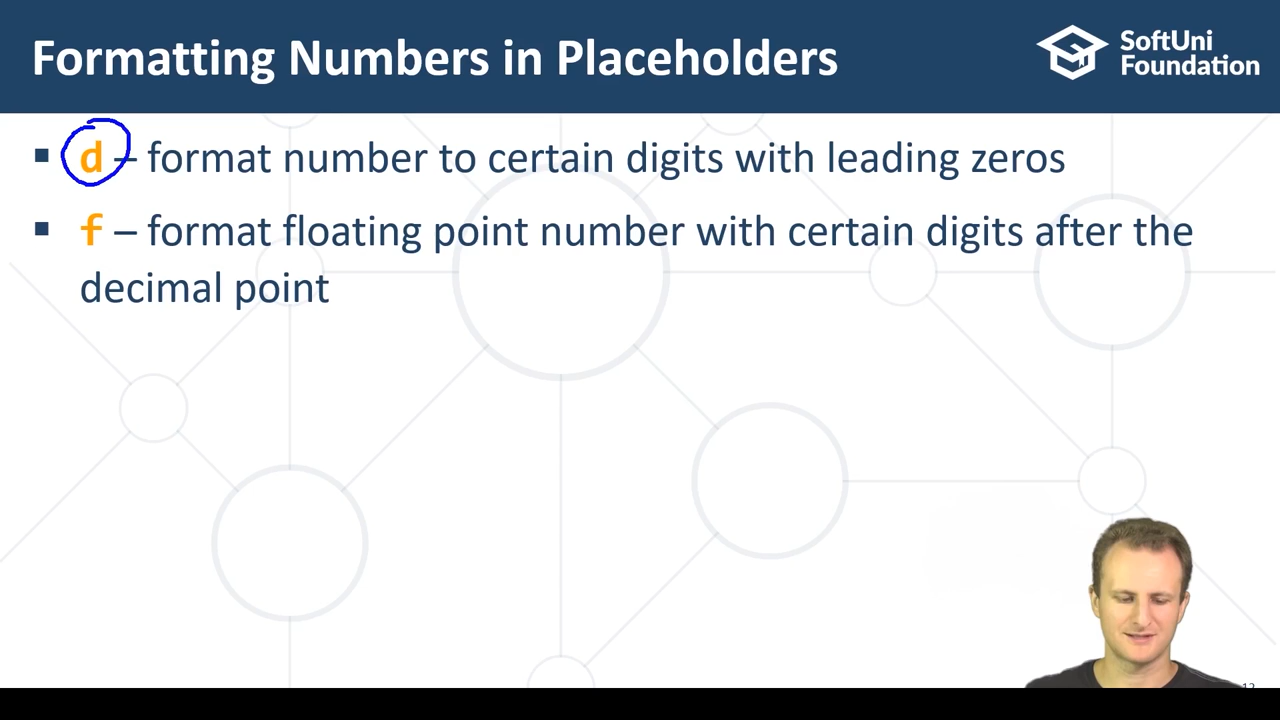 Formatting Numbers in Placeholders
SoftUni
Foundation
▪ d – format number to certain digits with leading zeros
▪ f – format floating point number with certain digits after the
decimal point